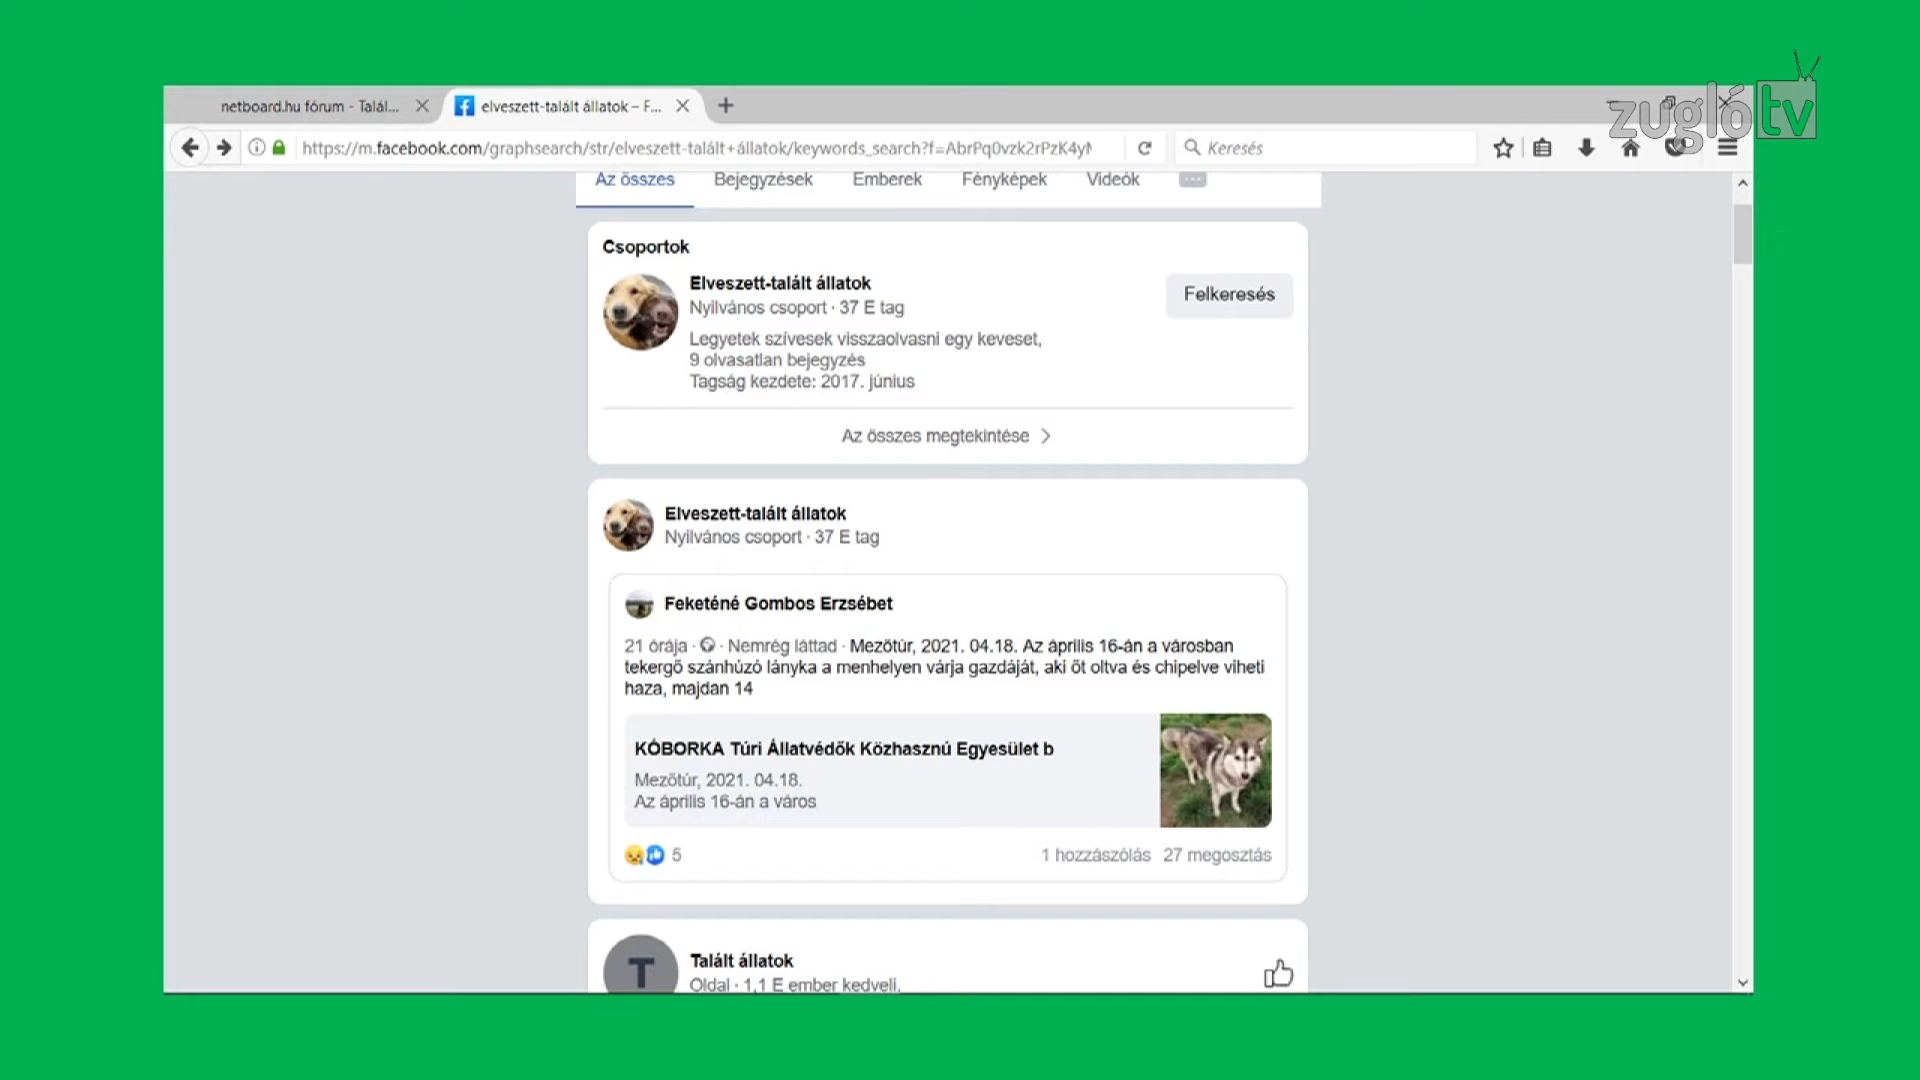 zuglótv
netboard.hu fórum - Talál...
elveszett-talált állatok – F...
https://m.facebook.com/graphsearch/str/elveszett-talált+állatok/keywords_search?f=AbrPq0vzk2rPzK4yN
Keresés
Az összes Bejegyzések Emberek Fényképek Videók
Csoportok
Elveszett-talált állatok
Nyilvános csoport · 37 E tag
Legyetek szívesek visszaolvasni egy keveset,
9 olvasatlan bejegyzés
Tagság kezdete: 2017. június
Felkeresés
Az összes megtekintése
Elveszett-talált állatok
Nyilvános csoport · 37 E tag
Feketéné Gombos Erzsébet
21 órája · · Nemrég láttad · Mezőtúr, 2021. 04.18. Az április 16-án a városban
tekergő szánhúzó lányka a menhelyen várja gazdáját, aki őt oltva és chipelve viheti
haza, majdan 14
KÓBORKA Túri Állatvédők Közhasznú Egyesület b
Mezőtúr, 2021. 04.18.
Az április 16-án a város
5
1 hozzászólás 27 megosztás
T
Talált állatok
Oldal · 1,1 E ember kedveli.